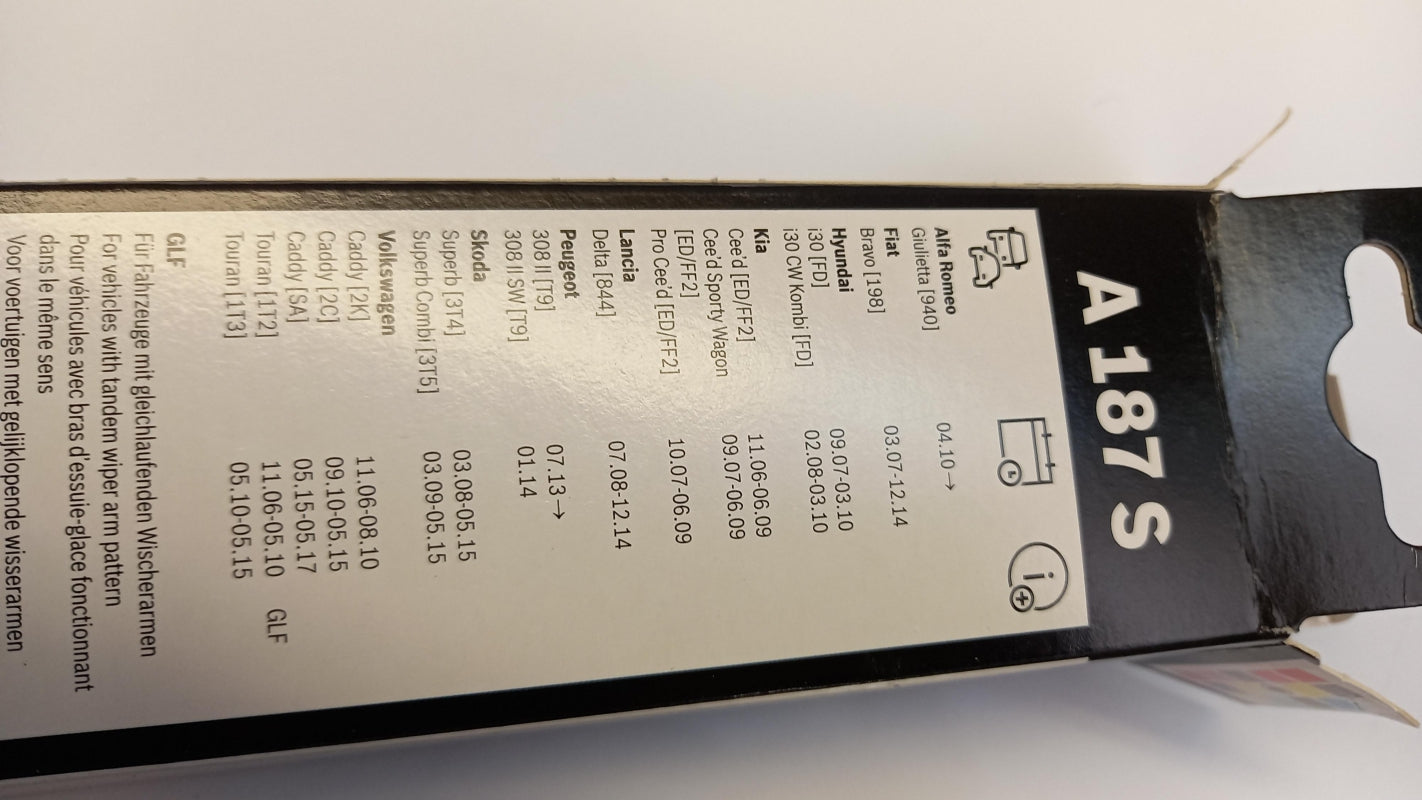 A 187 S
Alfa Romeo
Giulietta [940] 04.10→
Fiat
Bravo [198] 03.07-12.14
Hyundai
i30 [FD] 09.07-03.10
i30 CW Kombi [FD] 02.08-03.10
Kia
Cee'd [ED/FF2] 11.06-06.09
Cee'd Sporty Wagon 09.07-06.09
[ED/FF2]
Pro Cee'd [ED/FF2] 10.07-06.09
Lancia
Delta [844] 07.08-12.14
Peugeot
308 II [T9] 07.13→
308 II SW [T9] 01.14
Skoda
Superb [3T4] 03.08-05.15
Superb Combi [3T5] 03.09-05.15
Volkswagen
Caddy [2K] 11.06-08.10
Caddy [2C] 09.10-05.15
Caddy [SA] 05.15-05.17
Touran [1T2] 11.06-05.10 GLF
Touran [1T3] 05.10-05.15
GLF
Für Fahrzeuge mit gleichlaufenden Wischerarmen
For vehicles with tandem wiper arm pattern
Pour véhicules avec bras d'essuie-glace fonctionnant
dans le même sens
Voor voertuigen met gelijklopende wisserarmen